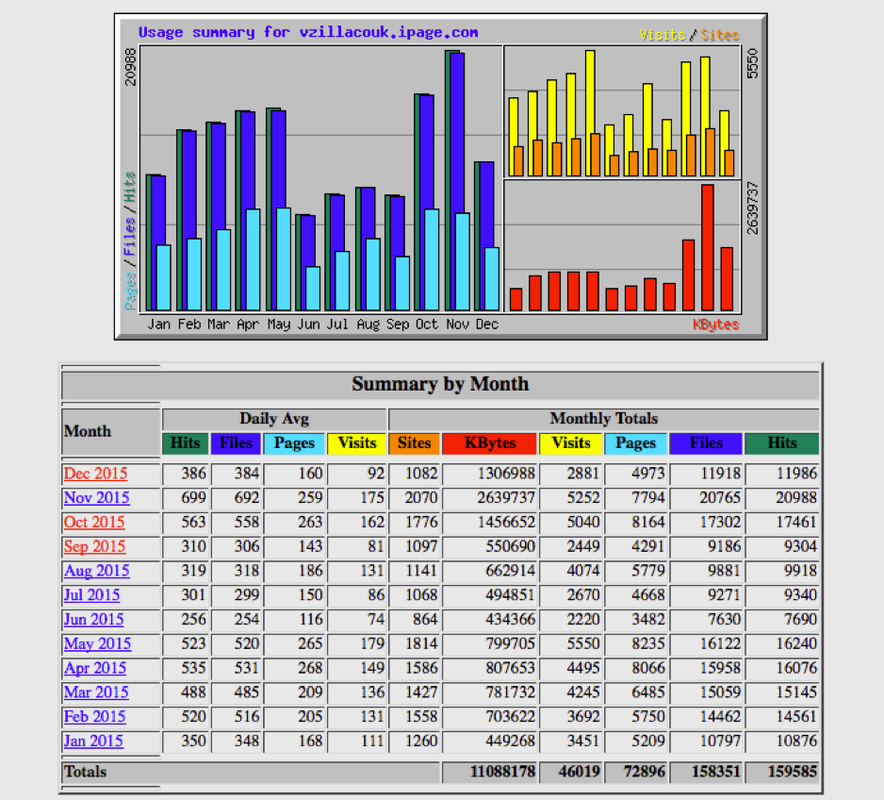 Usage summary for vzillacouk.ipage.com
Visits / Sites
20988
5550
Pages / Files / Hits
2639737
Jan Feb Mar Apr May Jun Jul Aug Sep Oct Nov Dec
KBytes
Summary by Month
Month Daily Avg Monthly Totals
Hits Files Pages Visits Sites KBytes Visits Pages Files Hits
Dec 2015 386 384 160 92 1082 1306988 2881 4973 11918 11986
Nov 2015 699 692 259 175 2070 2639737 5252 7794 20765 20988
Oct 2015 563 558 263 162 1776 1456652 5040 8164 17302 17461
Sep 2015 310 306 143 81 1097 550690 2449 4291 9186 9304
Aug 2015 319 318 186 131 1141 662914 4074 5779 9881 9918
Jul 2015 301 299 150 86 1068 494851 2670 4668 9271 9340
Jun 2015 256 254 116 74 864 434366 2220 3482 7630 7690
May 2015 523 520 265 179 1814 799705 5550 8235 16122 16240
Apr 2015 535 531 268 149 1586 807653 4495 8066 15958 16076
Mar 2015 488 485 209 136 1427 781732 4245 6485 15059 15145
Feb 2015 520 516 205 131 1558 703622 3692 5750 14462 14561
Jan 2015 350 348 168 111 1260 449268 3451 5209 10797 10876
Totals 11088178 46019 72896 158351 159585